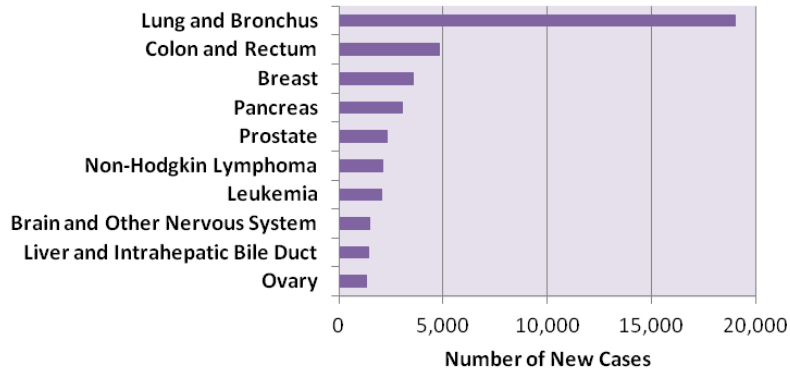 Lung and Bronchus
Colon and Rectum
Breast
Pancreas
Prostate
Non-Hodgkin Lymphoma
Leukemia
Brain and Other Nervous System
Liver and Intrahepatic Bile Duct
Ovary
0 5,000 10,000 15,000 20,000
Number of New Cases